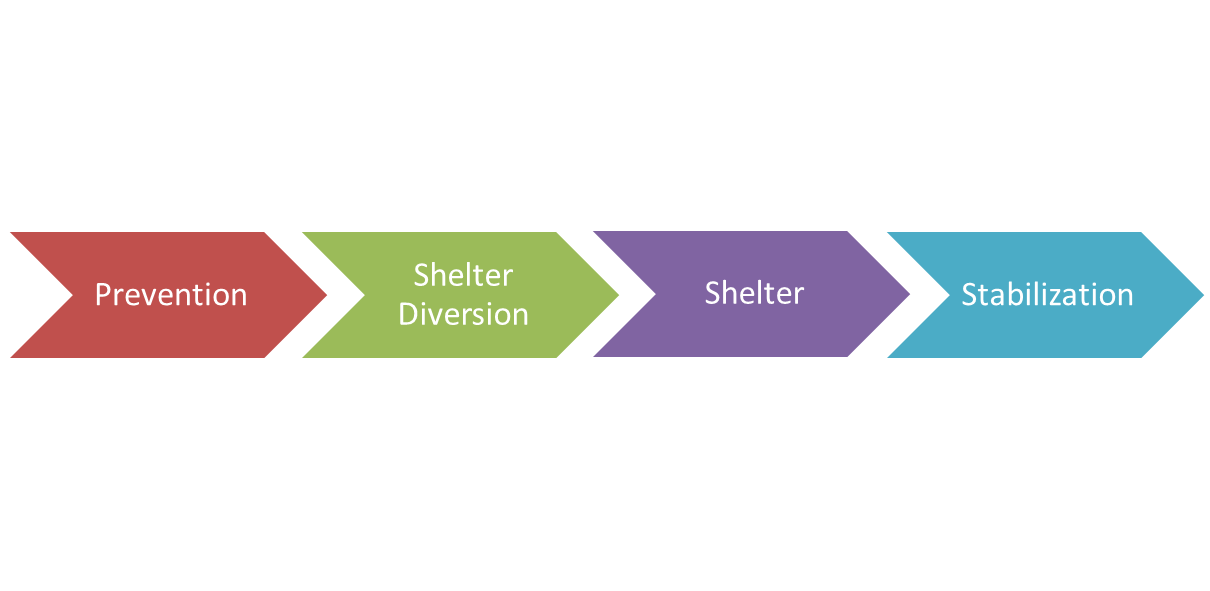 Prevention
Shelter
Diversion
Shelter
Stabilization